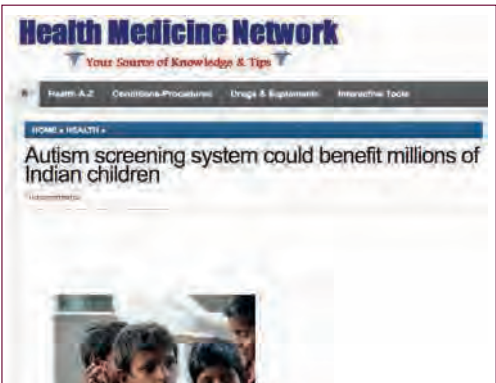 Health Medicine Network
Your Source of Knowledge & Tips
Health A-Z Conditions-Procedures Drugs & Suplements Interactive Tools
HOME » HEALTH »
Autism screening system could benefit millions of
Indian children